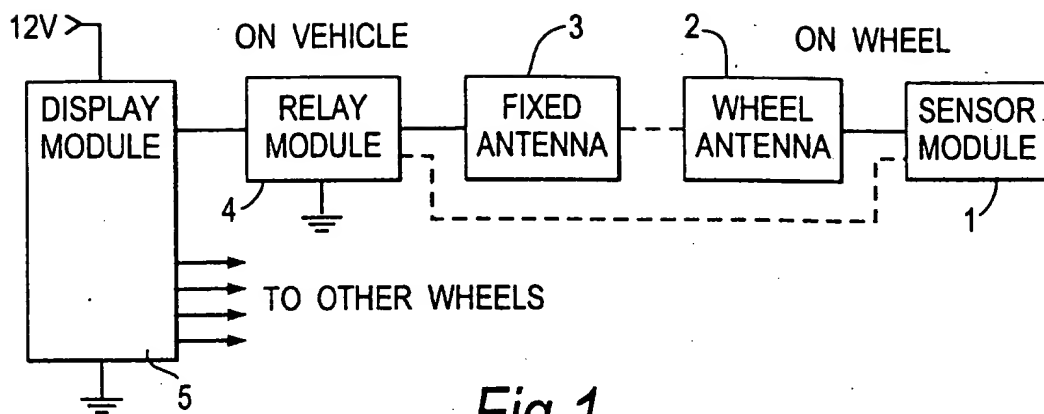 12V
ON VEHICLE
3
2
ON WHEEL
DISPLAY
MODULE
RELAY
MODULE
FIXED
ANTENNA
WHEEL
ANTENNA
SENSOR
MODULE
4
1
TO OTHER WHEELS
5
Fig.1